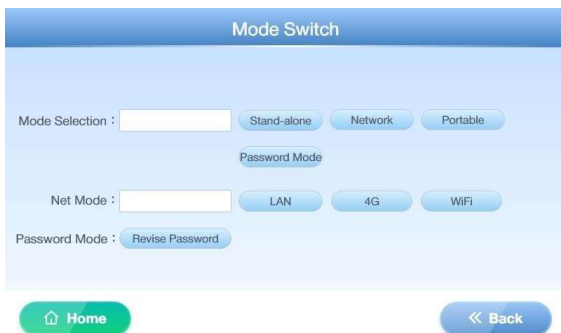 Mode Switch
Mode Selection : Stand-alone Network Portable
Password Mode
Net Mode : LAN 4G WiFi
Password Mode : Revise Password
Home Back